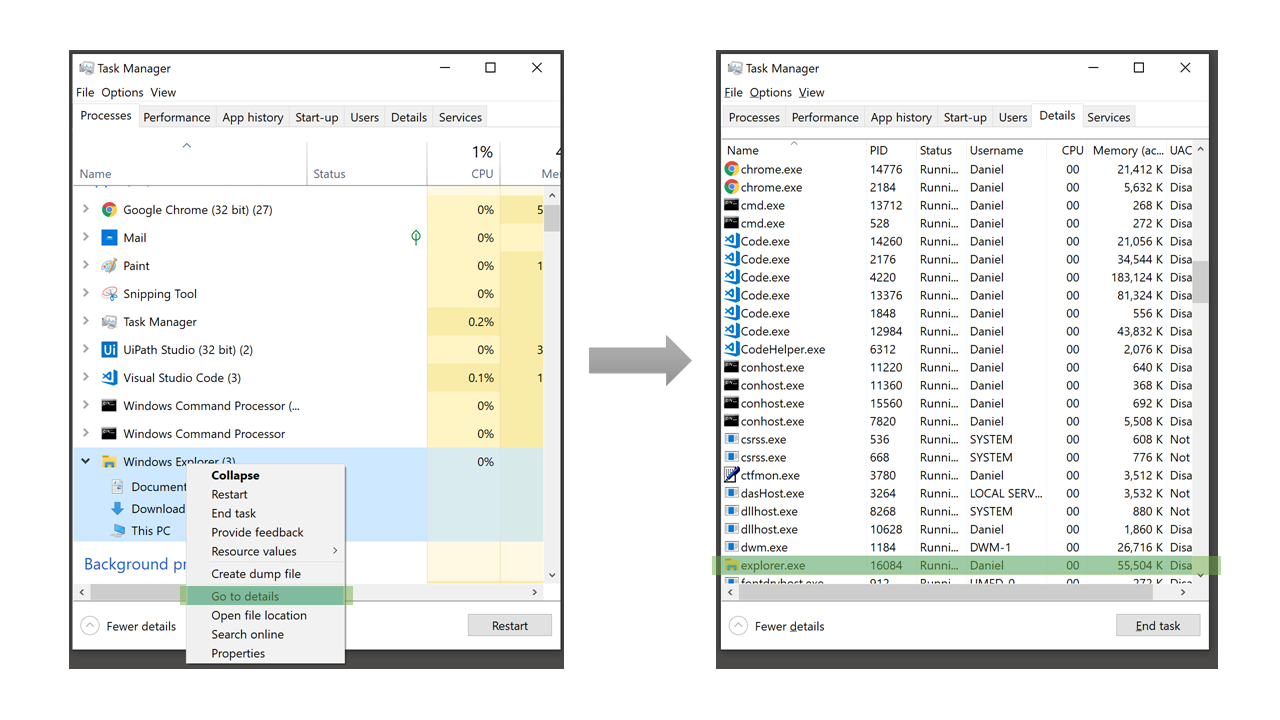 Task Manager
File Options View
Processes Performance App history Start-up Users Details Services
1% 4
Name Status CPU Me
Google Chrome (32 bit) (27) 0% 5
Mail 0%
Paint 0% 1
Snipping Tool 0%
Task Manager 0.2%
UiPath Studio (32 bit) (2) 0% 3
Visual Studio Code (3) 0.1% 1
Windows Command Processor (... 0%
Windows Command Processor 0%
Windows Explorer (3) 0%
Document
Download
This PC
Background pr
Collapse
Restart
End task
Provide feedback
Resource values
Create dump file
Go to details
Open file location
Search online
Properties
Fewer details Restart
Task Manager
File Options View
Processes Performance App history Start-up Users Details Services
Name PID Status Username CPU Memory (ac... UAC
chrome.exe 14776 Runni... Daniel 00 21,412 K Disa
chrome.exe 2184 Runni... Daniel 00 5,632 K Disa
cmd.exe 13712 Runni... Daniel 00 268 K Disa
cmd.exe 528 Runni... Daniel 00 272 K Disa
Code.exe 14260 Runni... Daniel 00 21,056 K Disa
Code.exe 2176 Runni... Daniel 00 34,544 K Disa
Code.exe 4220 Runni... Daniel 00 183,124 K Disa
Code.exe 13376 Runni... Daniel 00 81,324 K Disa
Code.exe 1848 Runni... Daniel 00 556 K Disa
Code.exe 12984 Runni... Daniel 00 43,832 K Disa
CodeHelper.exe 6312 Runni... Daniel 00 2,076 K Disa
conhost.exe 11220 Runni... Daniel 00 640 K Disa
conhost.exe 11360 Runni... Daniel 00 368 K Disa
conhost.exe 15560 Runni... Daniel 00 692 K Disa
conhost.exe 7820 Runni... Daniel 00 5,508 K Disa
csrss.exe 536 Runni... SYSTEM 00 608 K Not
csrss.exe 668 Runni... SYSTEM 00 776 K Not
ctfmon.exe 3780 Runni... Daniel 00 3,512 K Disa
dasHost.exe 3264 Runni... LOCAL SERV... 00 3,532 K Not
dllhost.exe 8268 Runni... SYSTEM 00 880 K Not
dllhost.exe 10628 Runni... Daniel 00 1,860 K Disa
dwm.exe 1184 Runni... DWM-1 00 26,716 K Disa
explorer.exe 16084 Runni... Daniel 00 55,504 K Disa
fontdrvhost.exe 912 Runni... UMFD-0 00 272 K Disa
Fewer details End task